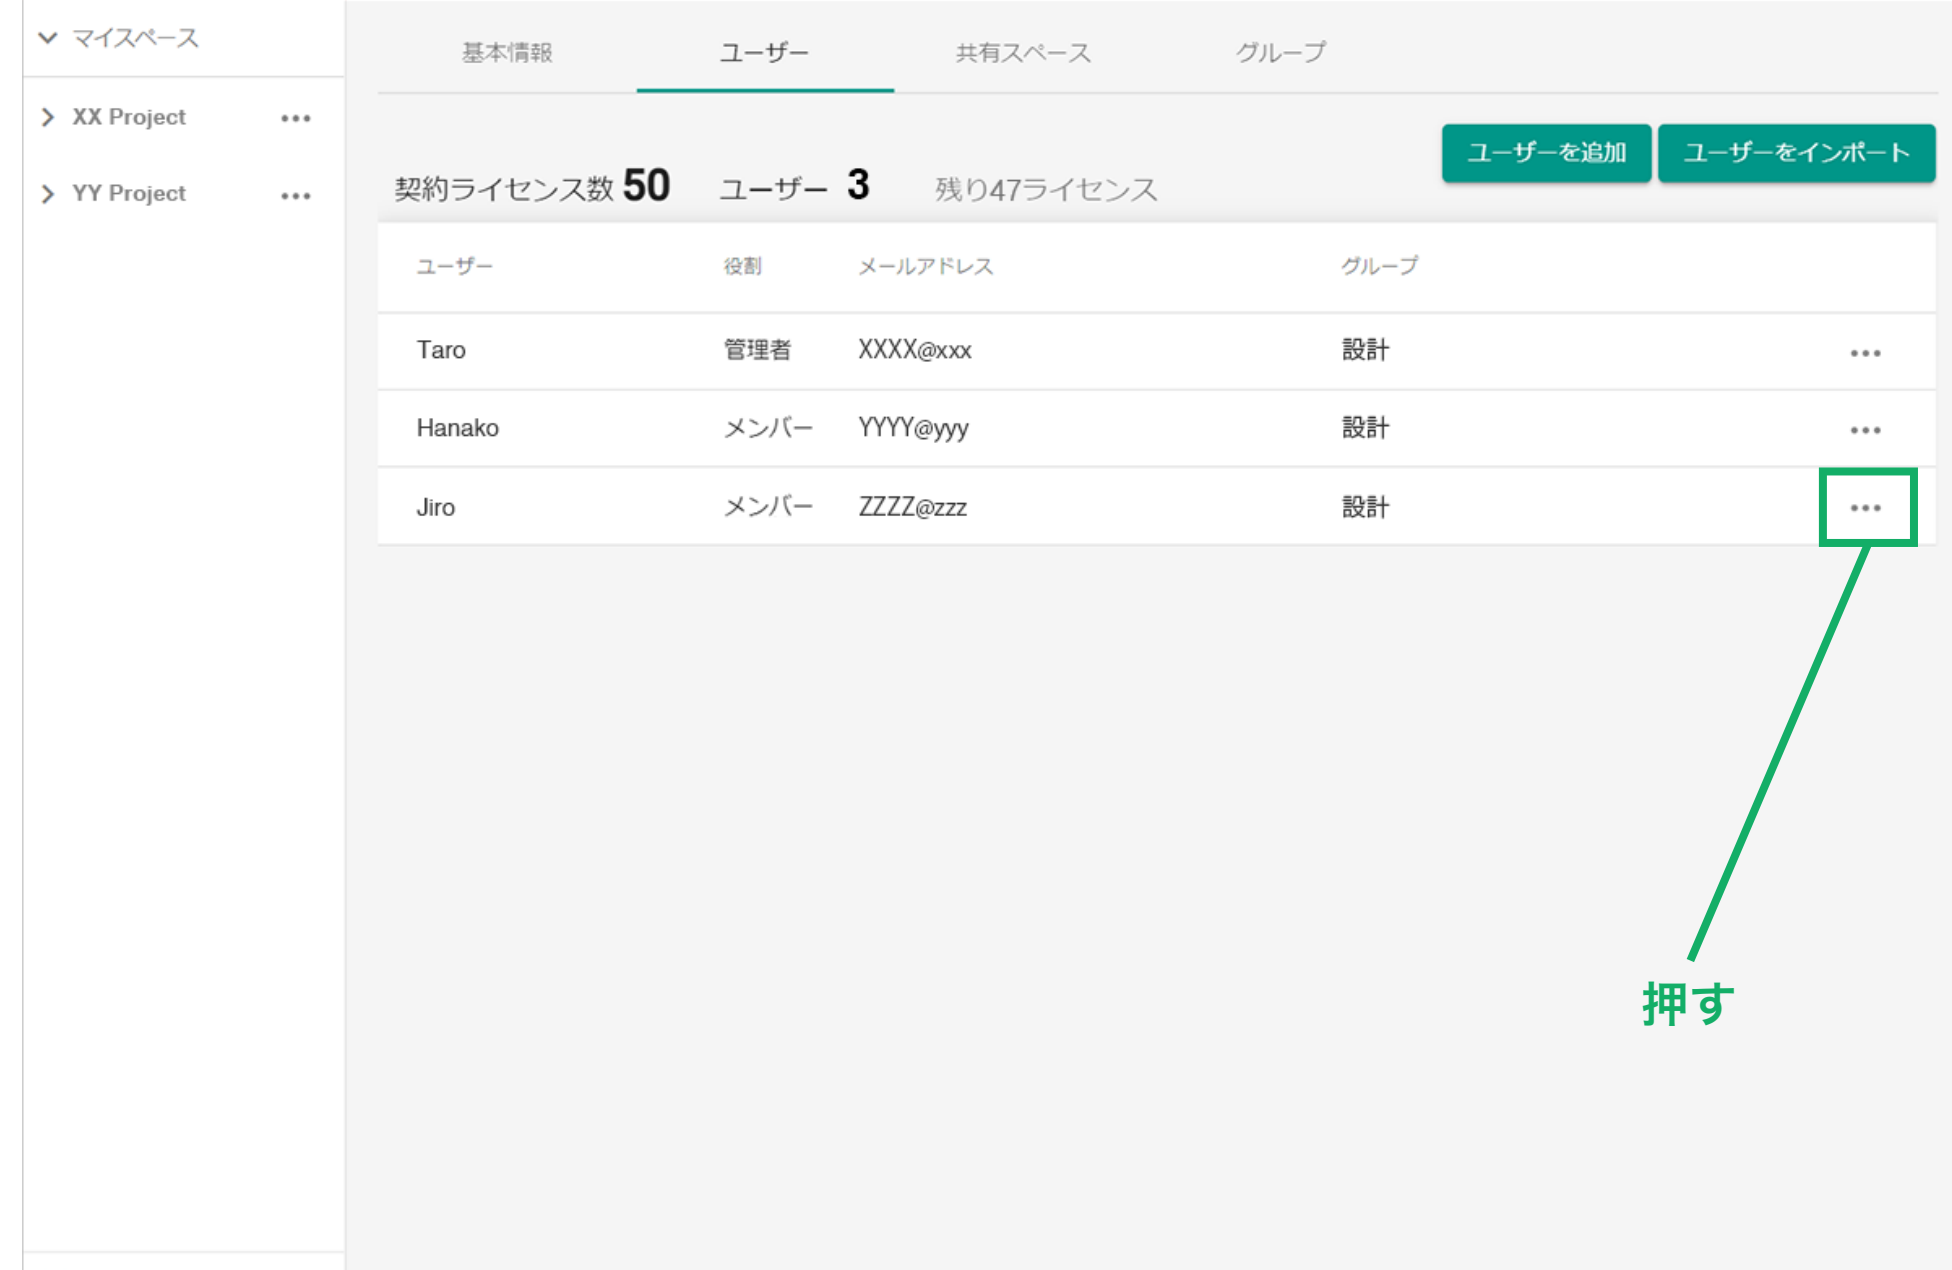 マイスペース
XX Project
YY Project
基本情報 ユーザー 共有スペース グループ
ユーザーを追加 ユーザーをインポート
契約ライセンス数 50 ユーザー 3 残り47ライセンス
ユーザー 役割 メールアドレス グループ
Taro 管理者 XXXX@xxx 設計
Hanako メンバー YYYY@yyy 設計
Jiro メンバー ZZZZ@zzz 設計
押す